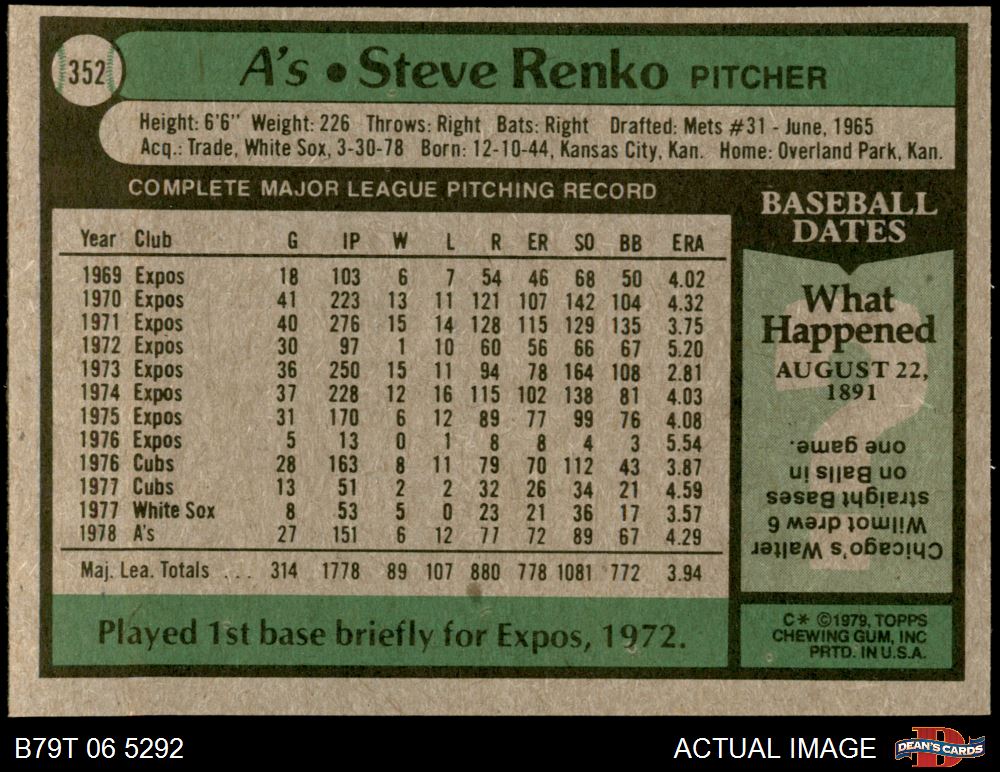 352
A's • Steve Renko PITCHER
Height: 6'6" Weight: 226 Throws: Right Bats: Right Drafted: Mets #31 - June, 1965
Acq.: Trade, White Sox, 3-30-78 Born: 12-10-44, Kansas City, Kan. Home: Overland Park, Kan.
COMPLETE MAJOR LEAGUE PITCHING RECORD
Year Club G IP W L R ER SO BB ERA
1969 Expos 18 103 6 7 54 46 68 50 4.02
1970 Expos 41 223 13 11 121 107 142 104 4.32
1971 Expos 40 276 15 14 128 115 129 135 3.75
1972 Expos 30 97 1 10 60 56 66 67 5.20
1973 Expos 36 250 15 11 94 78 164 108 2.81
1974 Expos 37 228 12 16 115 102 138 81 4.03
1975 Expos 31 170 6 12 89 77 99 76 4.08
1976 Expos 5 13 0 1 8 8 4 3 5.54
1976 Cubs 28 163 8 11 79 70 112 43 3.87
1977 Cubs 13 51 2 2 32 26 34 21 4.59
1977 White Sox 8 53 5 0 23 21 36 17 3.57
1978 A's 27 151 6 12 77 72 89 67 4.29
Maj. Lea. Totals ... 314 1778 89 107 880 778 1081 772 3.94
Played 1st base briefly for Expos, 1972.
BASEBALL
DATES
What
Happened
AUGUST 22,
1891
Chicago's Walter
Wilmot drew 6
straight Bases
on Balls in
one game.
C* ©1979, TOPPS
CHEWING GUM, INC
PRTD. IN U.S.A.
B79T 06 5292
ACTUAL IMAGE
DEAN'S CARDS